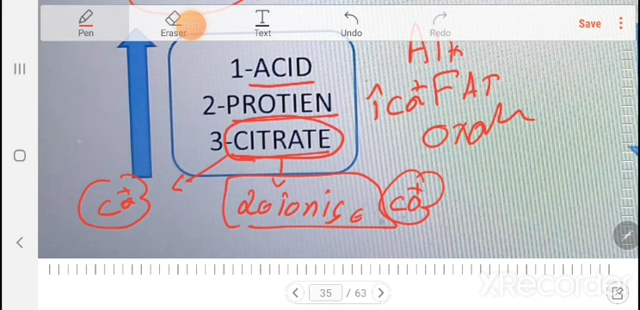 Pen
Eraser
Text
Undo
Redo
Save
1-ACID
2-PROTIEN
3-CITRATE
Alk
↑ Ca++ FAT
Ca++
deionise Ca++
35 / 63
XRecorder